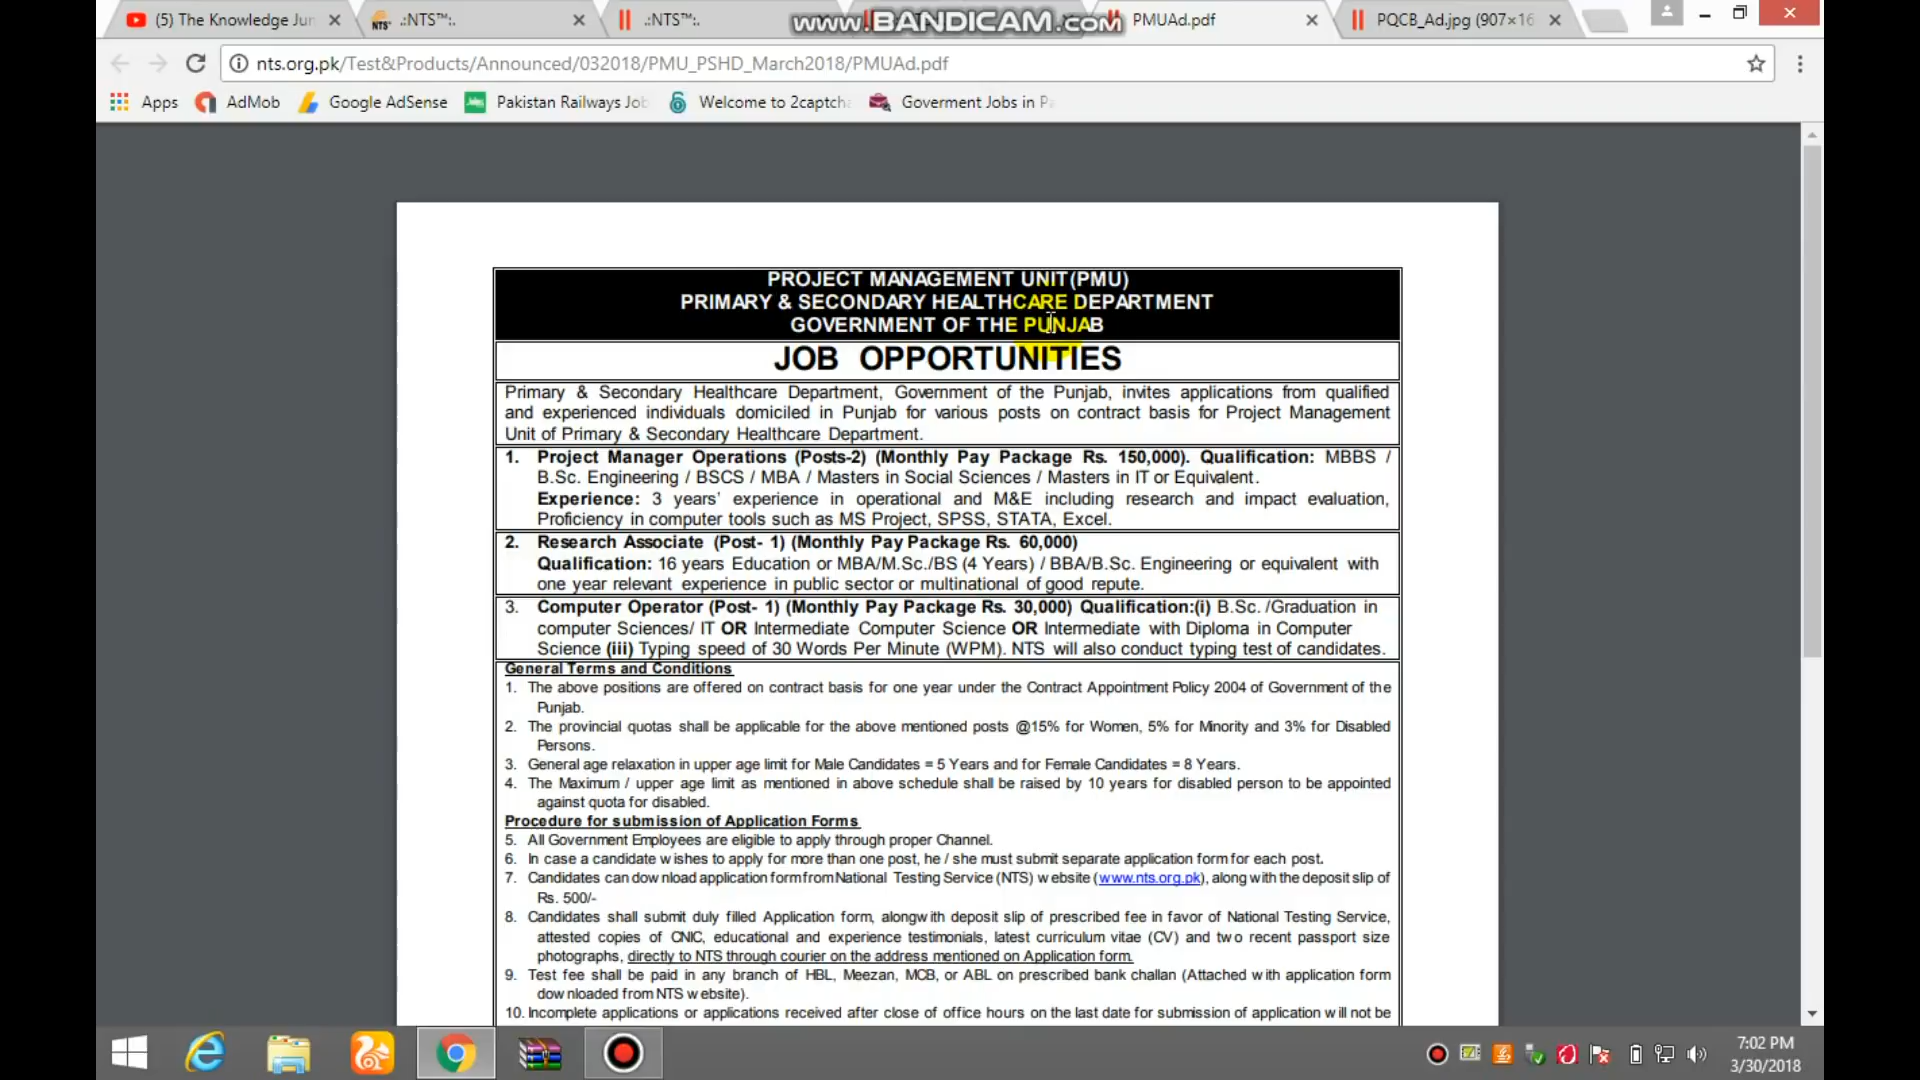 (5) The Knowledge Jun
.:NTS™:.
.:NTS™:.
www.BANDICAM.com
PMUAd.pdf
PQCB_Ad.jpg (907×16
nts.org.pk/Test&Products/Announced/032018/PMU_PSHD_March2018/PMUAd.pdf
Apps
AdMob
Google AdSense
Pakistan Railways Job
Welcome to 2captcha
Goverment Jobs in Pa
PROJECT MANAGEMENT UNIT(PMU)
PRIMARY & SECONDARY HEALTHCARE DEPARTMENT
GOVERNMENT OF THE PUNJAB
JOB OPPORTUNITIES
Primary & Secondary Healthcare Department, Government of the Punjab, invites applications from qualified
and experienced individuals domiciled in Punjab for various posts on contract basis for Project Management
Unit of Primary & Secondary Healthcare Department.
1. Project Manager Operations (Posts-2) (Monthly Pay Package Rs. 150,000). Qualification: MBBS /
B.Sc. Engineering / BSCS / MBA / Masters in Social Sciences / Masters in IT or Equivalent.
Experience: 3 years' experience in operational and M&E including research and impact evaluation,
Proficiency in computer tools such as MS Project, SPSS, STATA, Excel.
2. Research Associate (Post- 1) (Monthly Pay Package Rs. 60,000)
Qualification: 16 years Education or MBA/M.Sc./BS (4 Years) / BBA/B.Sc. Engineering or equivalent with
one year relevant experience in public sector or multinational of good repute.
3. Computer Operator (Post- 1) (Monthly Pay Package Rs. 30,000) Qualification:(i) B.Sc. /Graduation in
computer Sciences/ IT OR Intermediate Computer Science OR Intermediate with Diploma in Computer
Science (iii) Typing speed of 30 Words Per Minute (WPM). NTS will also conduct typing test of candidates.
General Terms and Conditions
1. The above positions are offered on contract basis for one year under the Contract Appointment Policy 2004 of Government of the
Punjab.
2. The provincial quotas shall be applicable for the above mentioned posts @15% for Women, 5% for Minority and 3% for Disabled
Persons.
3. General age relaxation in upper age limit for Male Candidates = 5 Years and for Female Candidates = 8 Years.
4. The Maximum / upper age limit as mentioned in above schedule shall be raised by 10 years for disabled person to be appointed
against quota for disabled.
Procedure for submission of Application Forms
5. All Government Employees are eligible to apply through proper Channel.
6. In case a candidate wishes to apply for more than one post, he / she must submit separate application form for each post.
7. Candidates can download application form from National Testing Service (NTS) website (www.nts.org.pk), along with the deposit slip of
Rs. 500/-
8. Candidates shall submit duly filled Application form, alongwith deposit slip of prescribed fee in favor of National Testing Service,
attested copies of CNIC, educational and experience testimonials, latest curriculum vitae (CV) and two recent passport size
photographs, directly to NTS through courier on the address mentioned on Application form.
9. Test fee shall be paid in any branch of HBL, Meezan, MCB, or ABL on prescribed bank challan (Attached with application form
downloaded from NTS website).
10. Incomplete applications or applications received after close of office hours on the last date for submission of application will not be
7:02 PM
3/30/2018